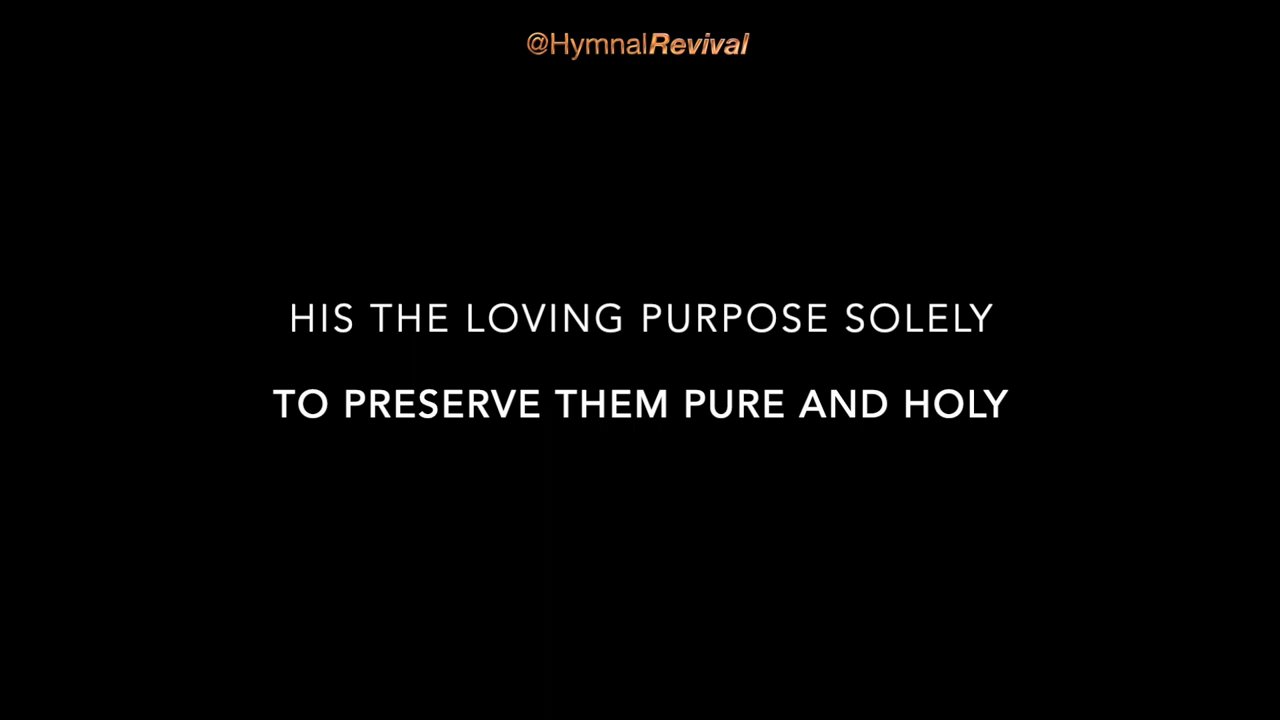 @HymnalRevival
HIS THE LOVING PURPOSE SOLELY
TO PRESERVE THEM PURE AND HOLY